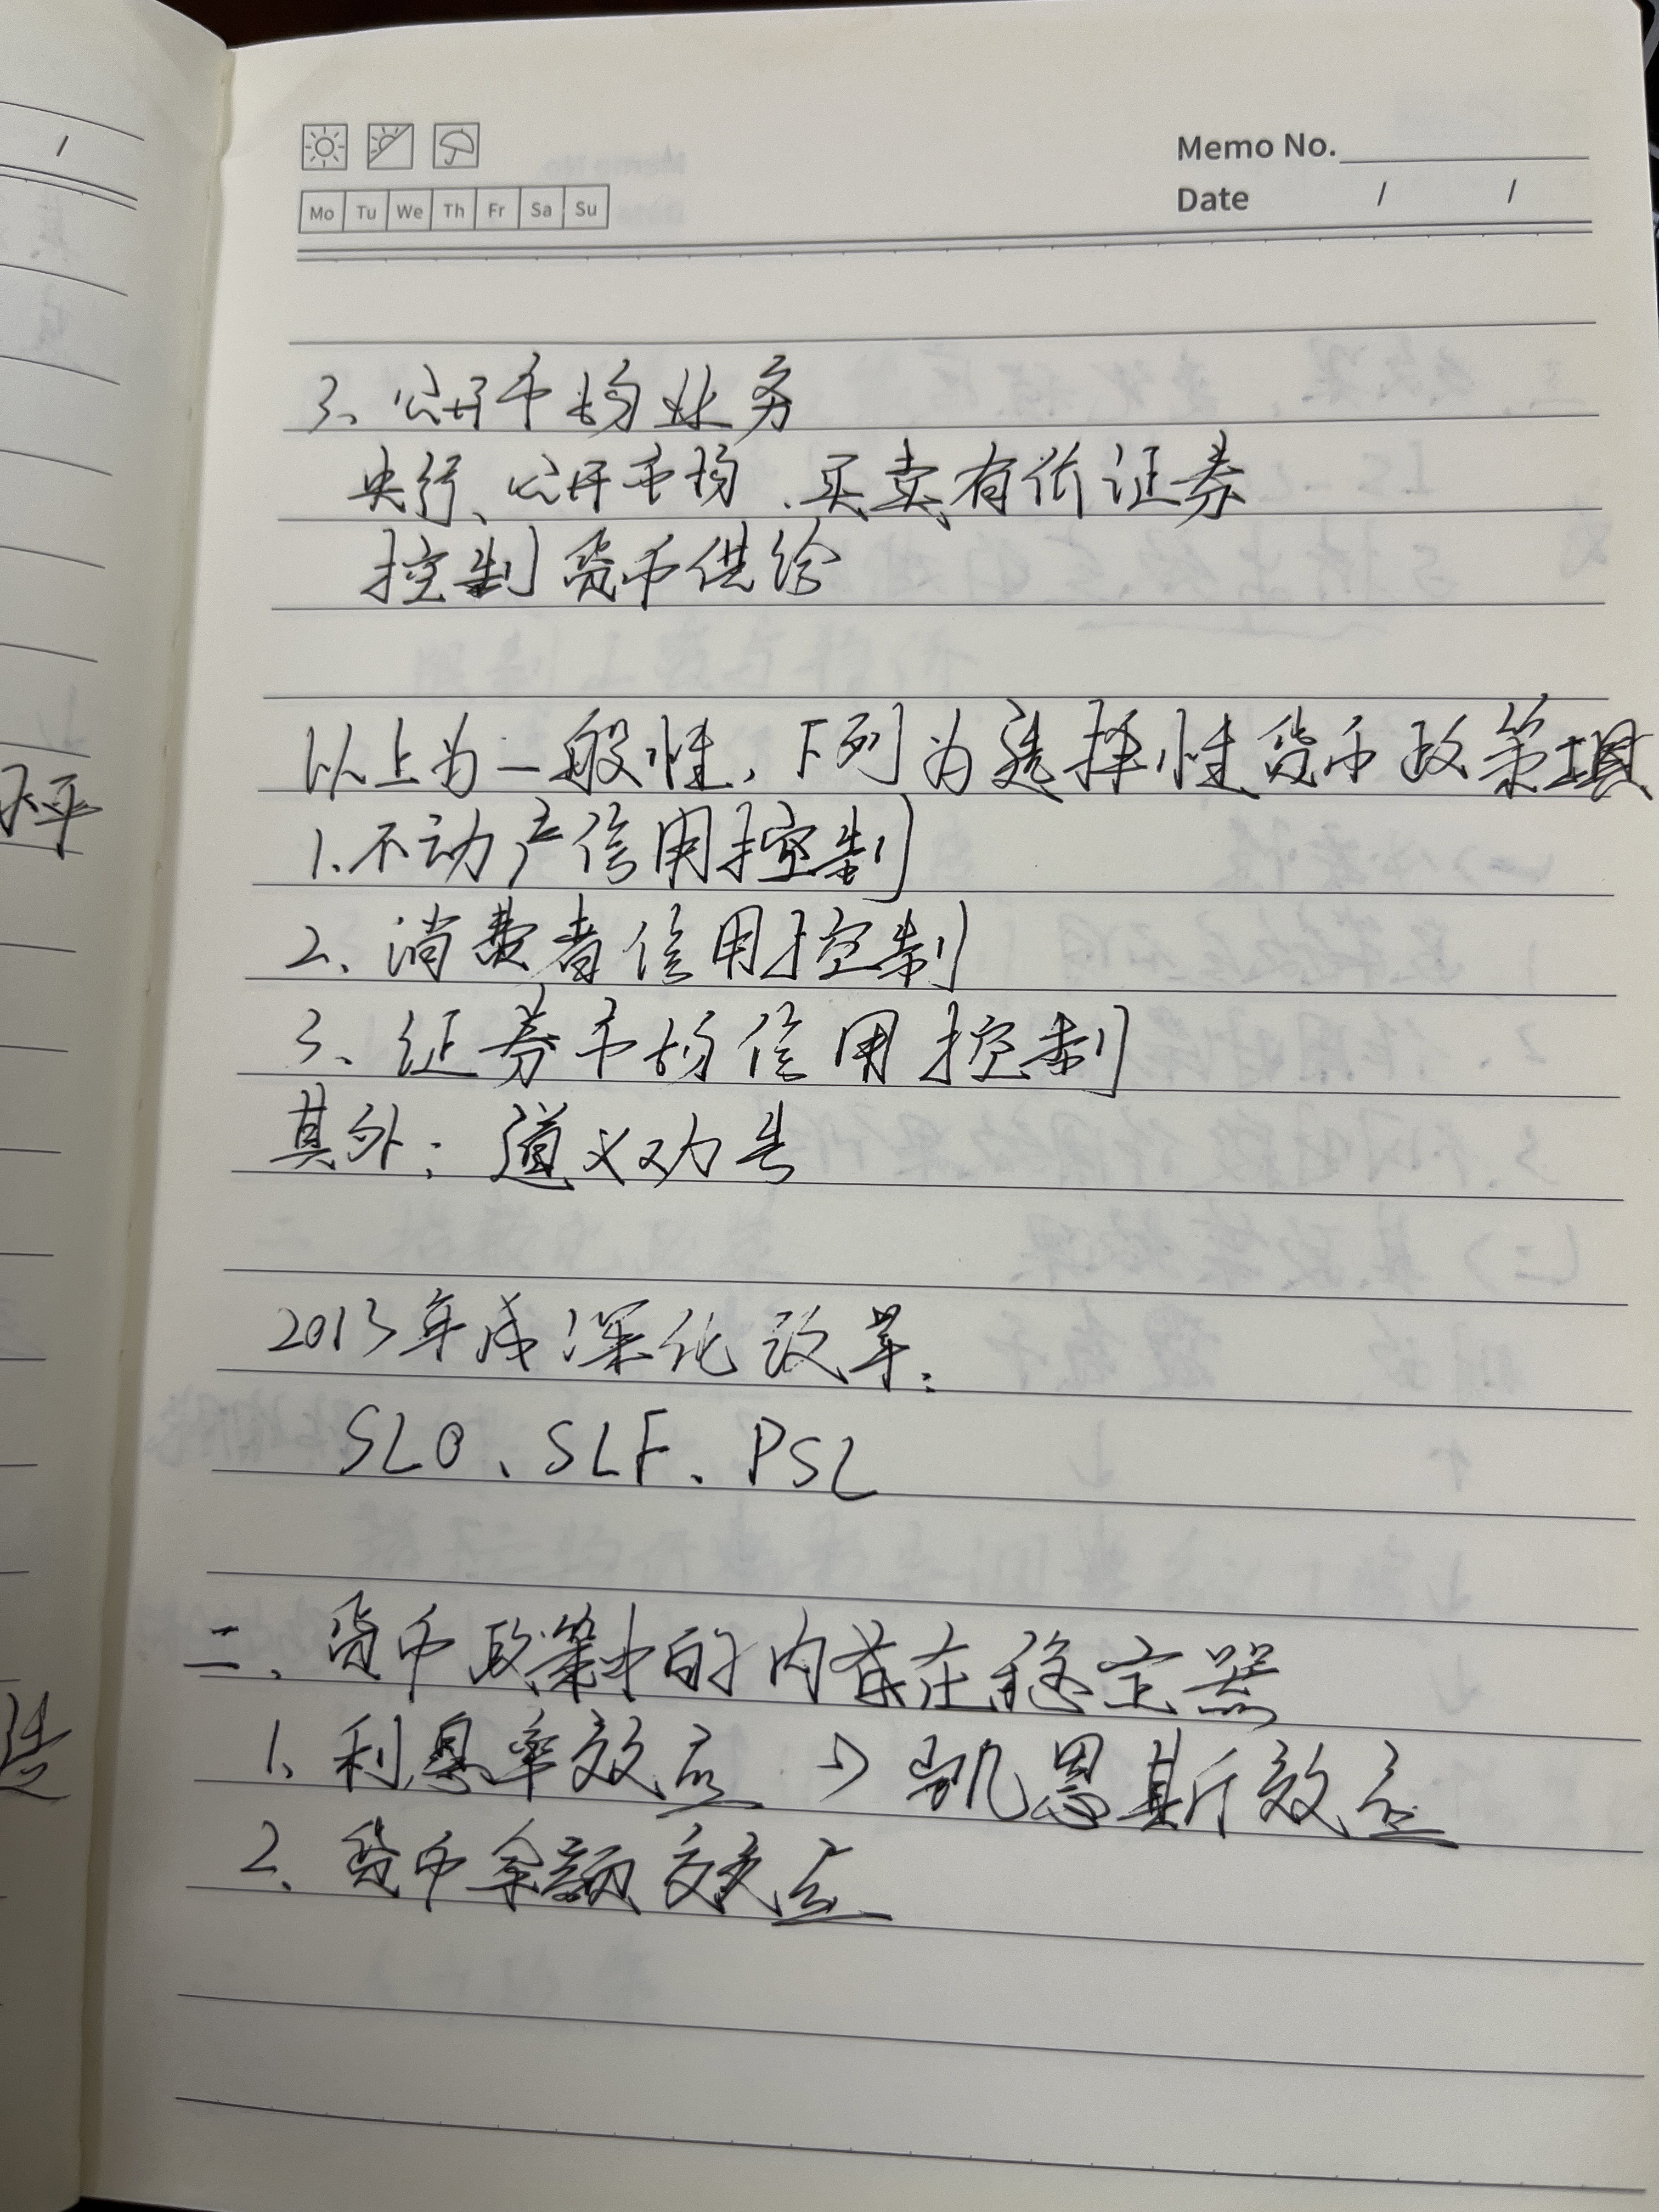 Memo No.
Date / /
Mo Tu We Th Fr Sa Su
3、公开市场业务
央行、公开市场、买卖有价证券
控制货币供给
以上为一般性,下列为选择性货币政策工具
1.不动产信用控制
2、消费者信用控制
3、证券市场信用控制
其外:道义劝告
2013年成深化改革:
SLO、SLF、PSL
二、货币政策中的内在稳定器
1、利息率效应 → 凯恩斯效应
2、货币余额效应